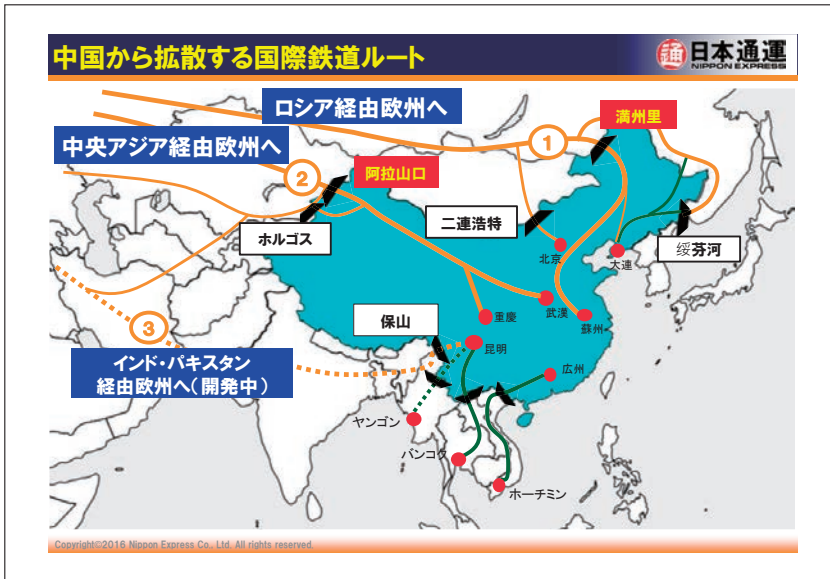 中国から拡散する国際鉄道ルート
通 日本通運
NIPPON EXPRESS
ロシア経由欧州へ
満州里
中央アジア経由欧州へ
1
2
阿拉山口
ホルゴス
二連浩特
绥芬河
北京
大連
3
保山
重慶
武漢
蘇州
昆明
インド・パキスタン
経由欧州へ(開発中)
広州
ヤンゴン
バンコク
ホーチミン
Copyright©2016 Nippon Express Co., Ltd. All rights reserved.